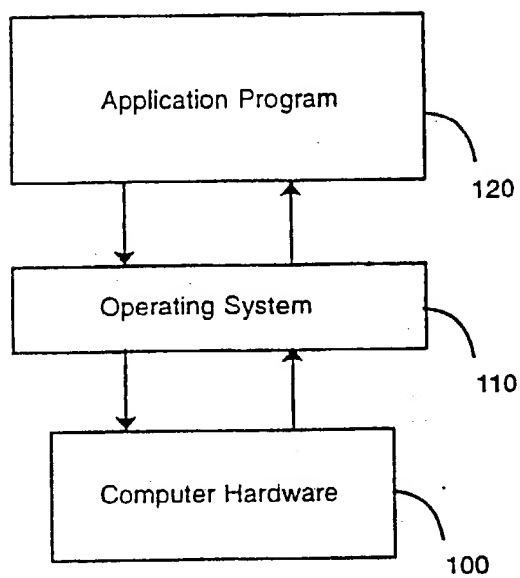 Application Program
120
Operating System
110
Computer Hardware
100